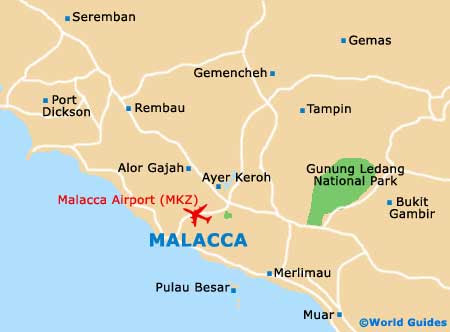 Seremban
Gemas
Gemencheh
Port
Dickson
Rembau
Tampin
Alor Gajah
Gunung Ledang
National Park
Ayer Keroh
Malacca Airport (MKZ)
Bukit
Gambir
MALACCA
Merlimau
Pulau Besar
Muar
©World Guides